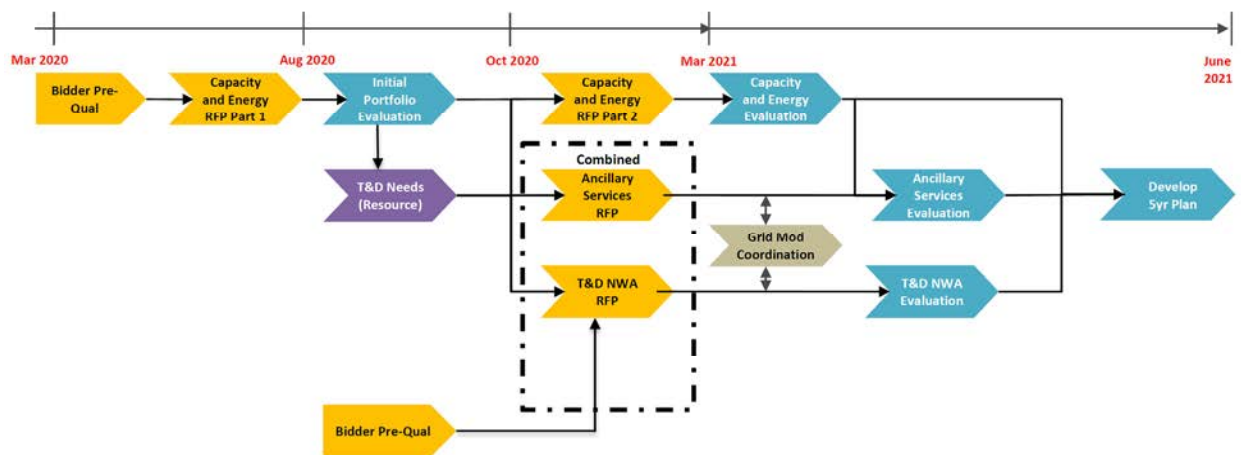 Mar 2020
Aug 2020
Oct 2020
Mar 2021
June
2021
Bidder Pre-
Qual
Capacity
and Energy
RFP Part 1
Initial
Portfolio
Evaluation
Capacity
and Energy
RFP Part 2
Capacity
and Energy
Evaluation
T&D Needs
(Resource)
Combined
Ancillary
Services
RFP
Ancillary
Services
Evaluation
Develop
5yr Plan
Grid Mod
Coordination
T&D NWA
RFP
T&D NWA
Evaluation
Bidder Pre-Qual